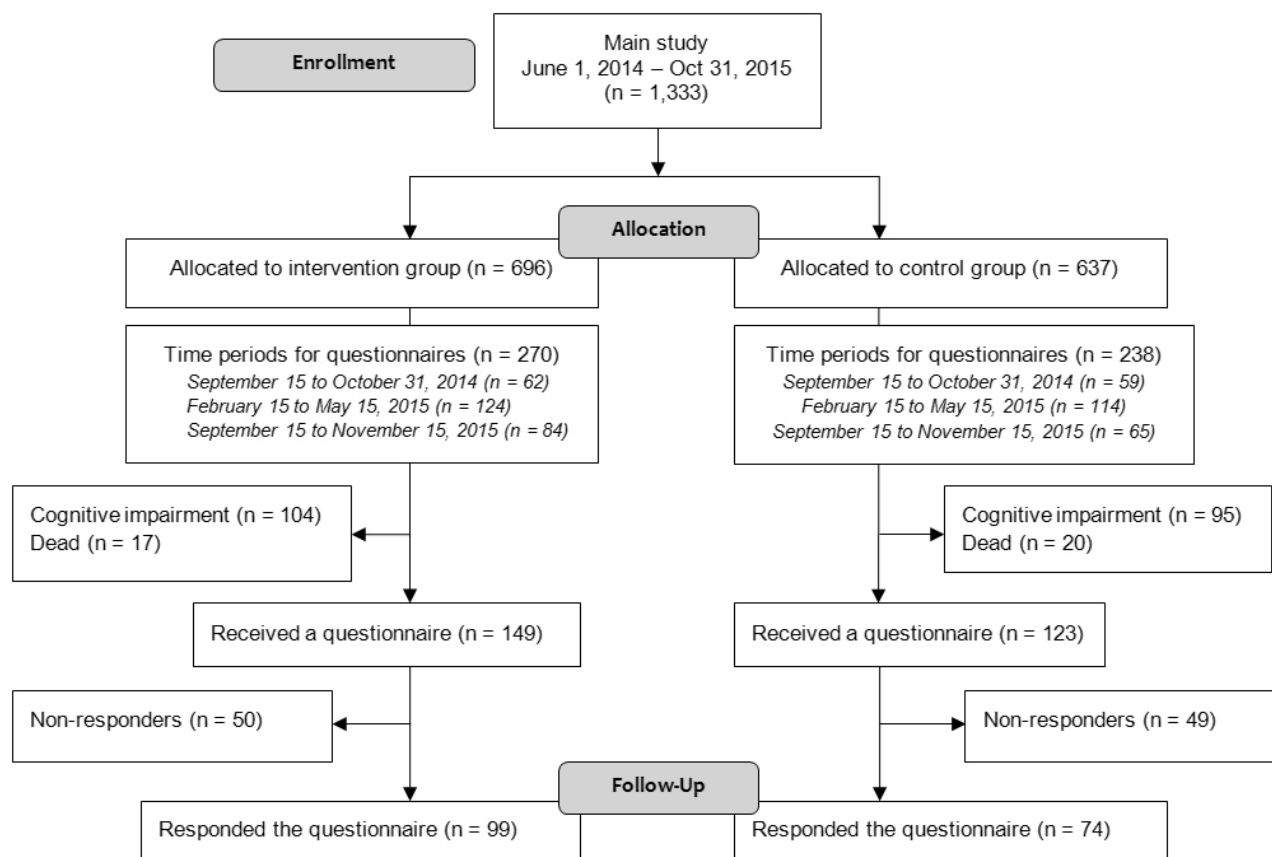 Enrollment
Main study
June 1, 2014 – Oct 31, 2015
(n = 1,333)
Allocation
Allocated to intervention group (n = 696)
Allocated to control group (n = 637)
Time periods for questionnaires (n = 270)
September 15 to October 31, 2014 (n = 62)
February 15 to May 15, 2015 (n = 124)
September 15 to November 15, 2015 (n = 84)
Time periods for questionnaires (n = 238)
September 15 to October 31, 2014 (n = 59)
February 15 to May 15, 2015 (n = 114)
September 15 to November 15, 2015 (n = 65)
Cognitive impairment (n = 104)
Dead (n = 17)
Cognitive impairment (n = 95)
Dead (n = 20)
Received a questionnaire (n = 149)
Received a questionnaire (n = 123)
Non-responders (n = 50)
Non-responders (n = 49)
Follow-Up
Responded the questionnaire (n = 99)
Responded the questionnaire (n = 74)